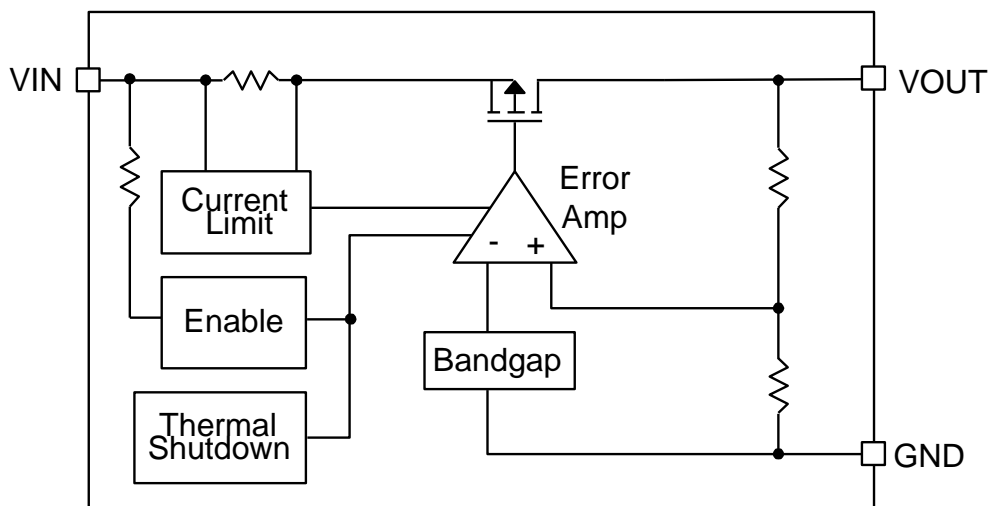 VIN
VOUT
Current
Limit
Error
Amp
- +
Enable
Bandgap
Thermal
Shutdown
GND